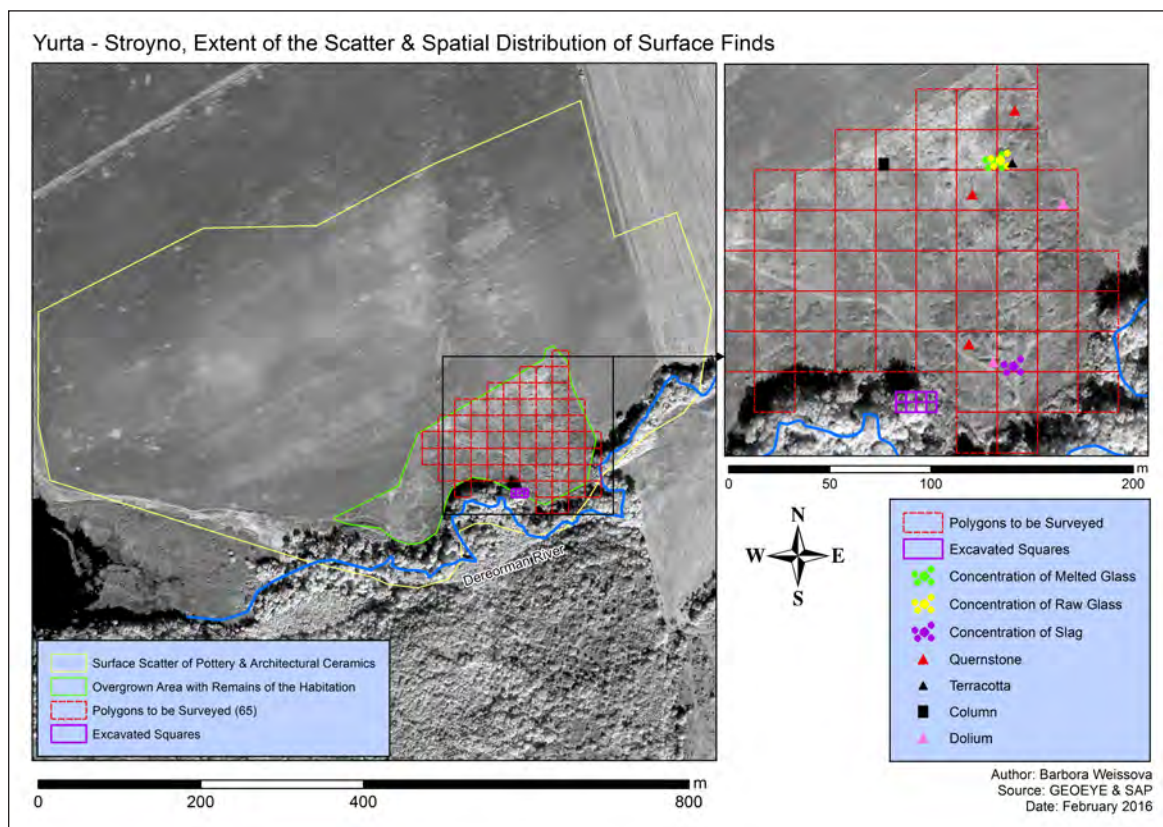 Yurta - Stroyno, Extent of the Scatter & Spatial Distribution of Surface Finds
Dereorman River
Surface Scatter of Pottery & Architectural Ceramics
Overgrown Area with Remains of the Habitation
Polygons to be Surveyed (65)
Excavated Squares
0 200 400 800 m
0 50 100 200 m
N
W E
S
Polygons to be Surveyed
Excavated Squares
Concentration of Melted Glass
Concentration of Raw Glass
Concentration of Slag
Quernstone
Terracotta
Column
Dolium
Author: Barbora Weissova
Source: GEOEYE & SAP
Date: February 2016